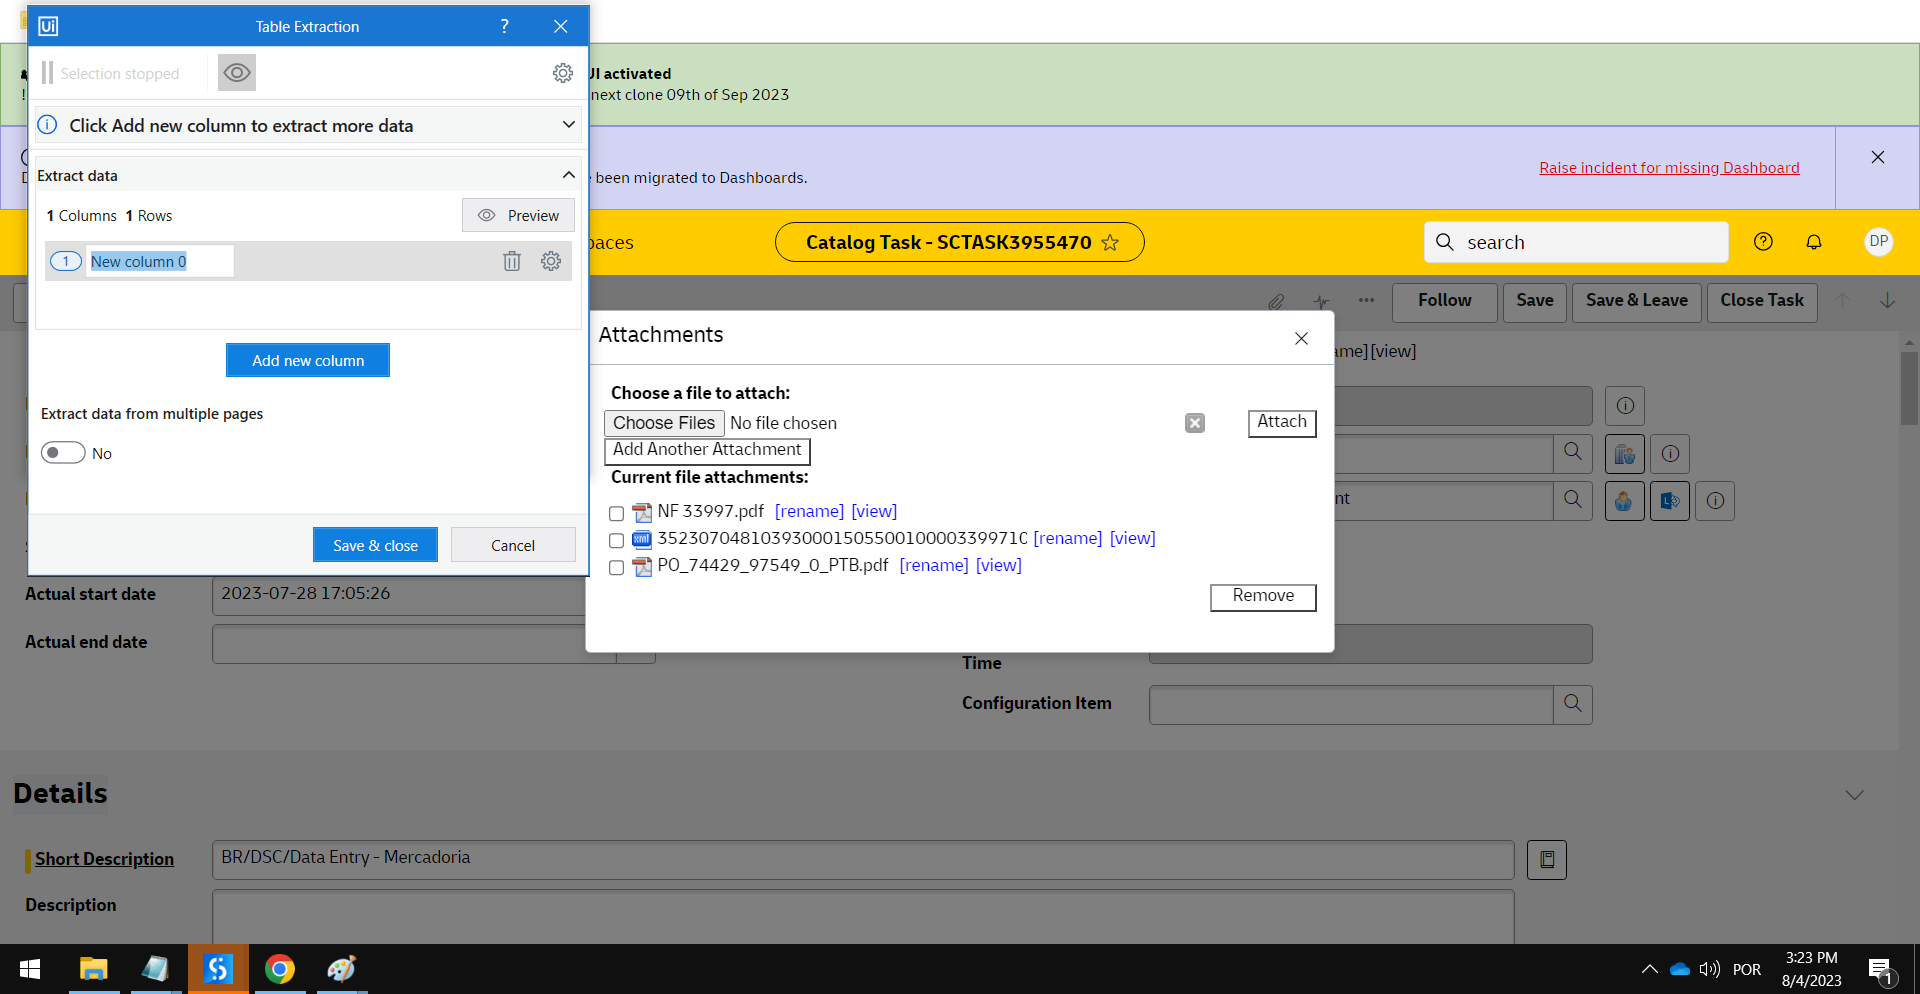 Ui
Table Extraction
?
Selection stopped
UI activated
next clone 09th of Sep 2023
Click Add new column to extract more data
been migrated to Dashboards.
Raise incident for missing Dashboard
Extract data
1 Columns 1 Rows
Preview
1 New column 0
Catalog Task - SCTASK3955470
search
DP
Follow
Save
Save & Leave
Close Task
Add new column
Attachments
[view]
Choose a file to attach:
Choose Files No file chosen
Attach
Add Another Attachment
Current file attachments:
NF 33997.pdf [rename] [view]
[rename] [view]
PO_74429_97549_0_PTB.pdf [rename] [view]
Remove
Extract data from multiple pages
No
Save & close
Cancel
Actual start date
2023-07-28 17:05:26
Actual end date
Time
Configuration Item
Details
Short Description
BR/DSC/Data Entry - Mercadoria
Description
POR
3:23 PM
8/4/2023
1